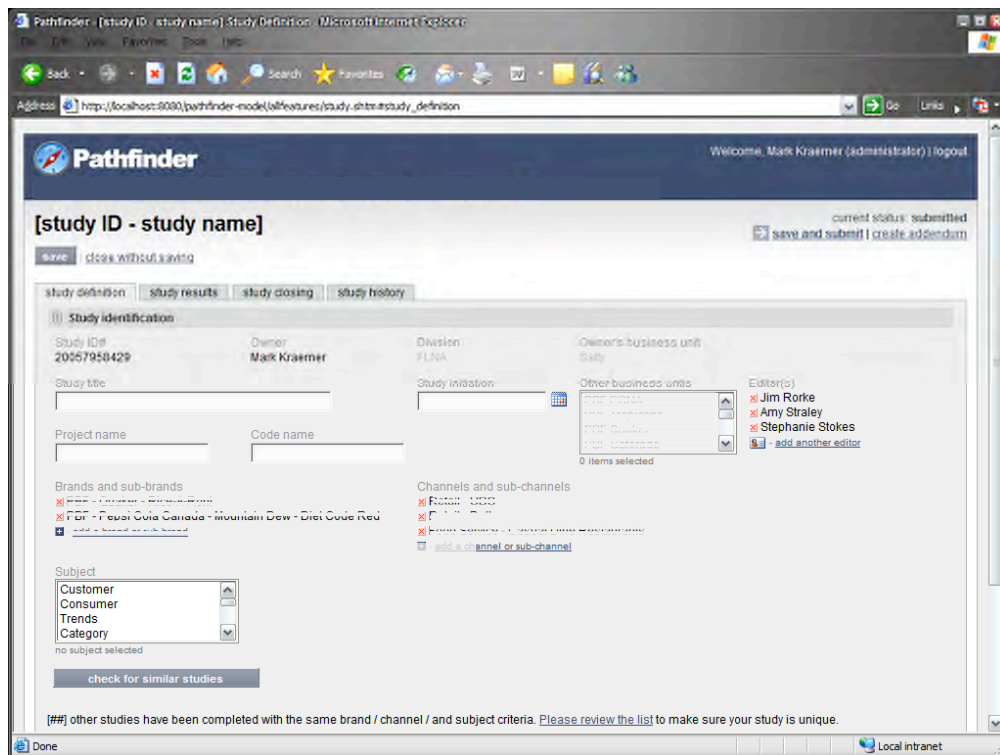 Pathfinder - [study ID - study name] Study Definition - Microsoft Internet Explorer
File Edit View Favorites Tools Help
Back Search Favorites
Address http://localhost:8080/pathfinder-model/allfeatures/study.shtm#study_definition Go Links
Pathfinder
Welcome, Mark Kraemer (administrator) | logout
[study ID - study name]
current status: submitted
save and submit | create addendum
save close without saving
study definition study results study closing study history
Study identification
Study ID# Owner Division Owner's business unit
20057958429 Mark Kraemer FLNA Salty
Study title Study initiation Other business units Editor(s)
Jim Rorke
Amy Straley
Stephanie Stokes
- add another editor
Project name Code name
0 items selected
Brands and sub-brands Channels and sub-channels
PBF - Pepsi Cola Canada - Mountain Dew - Diet Code Red
- add a brand or sub-brand
- add a channel or sub-channel
Subject
Customer
Consumer
Trends
Category
no subject selected
check for similar studies
[##] other studies have been completed with the same brand / channel / and subject criteria. Please review the list to make sure your study is unique.
Done Local intranet